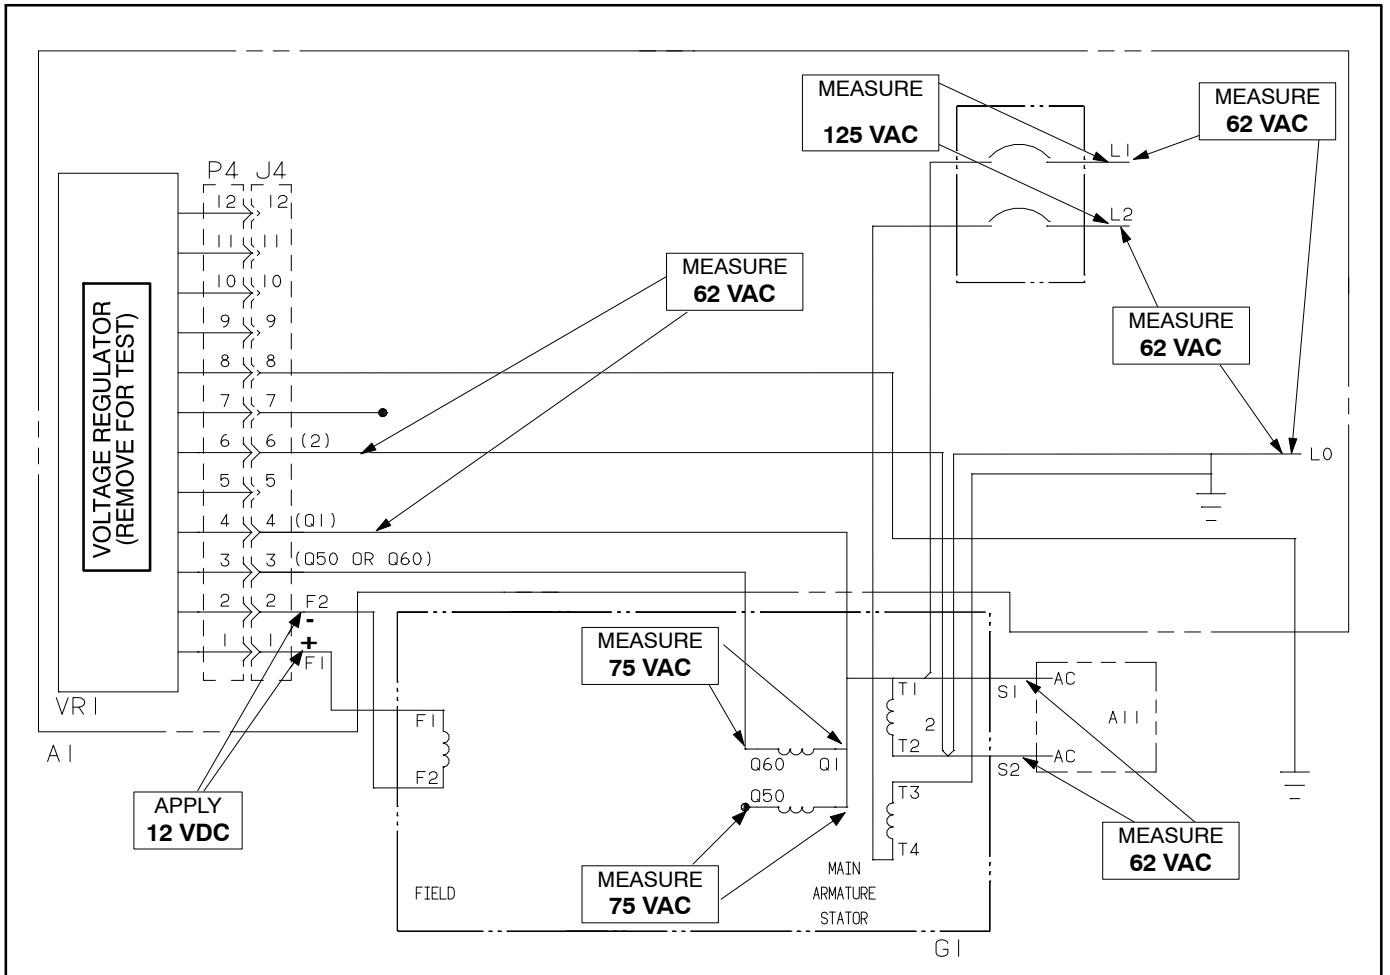 MEASURE
125 VAC
MEASURE
62 VAC
L1
L2
MEASURE
62 VAC
L0
P4 J4
12 12
11 11
10 10
9 9
8 8
7 7
6 6 (2)
5 5
4 4 (Q1)
3 3 (Q50 OR Q60)
2 2 F2
-
+
1 1 F1
VOLTAGE REGULATOR
(REMOVE FOR TEST)
VR1
A1
MEASURE
62 VAC
APPLY
12 VDC
F1
F2
FIELD
MEASURE
75 VAC
Q60 Q1
Q50
MEASURE
75 VAC
T1
2
T2
T3
T4
MAIN
ARMATURE
STATOR
G1
S1
AC
A11
S2
AC
MEASURE
62 VAC